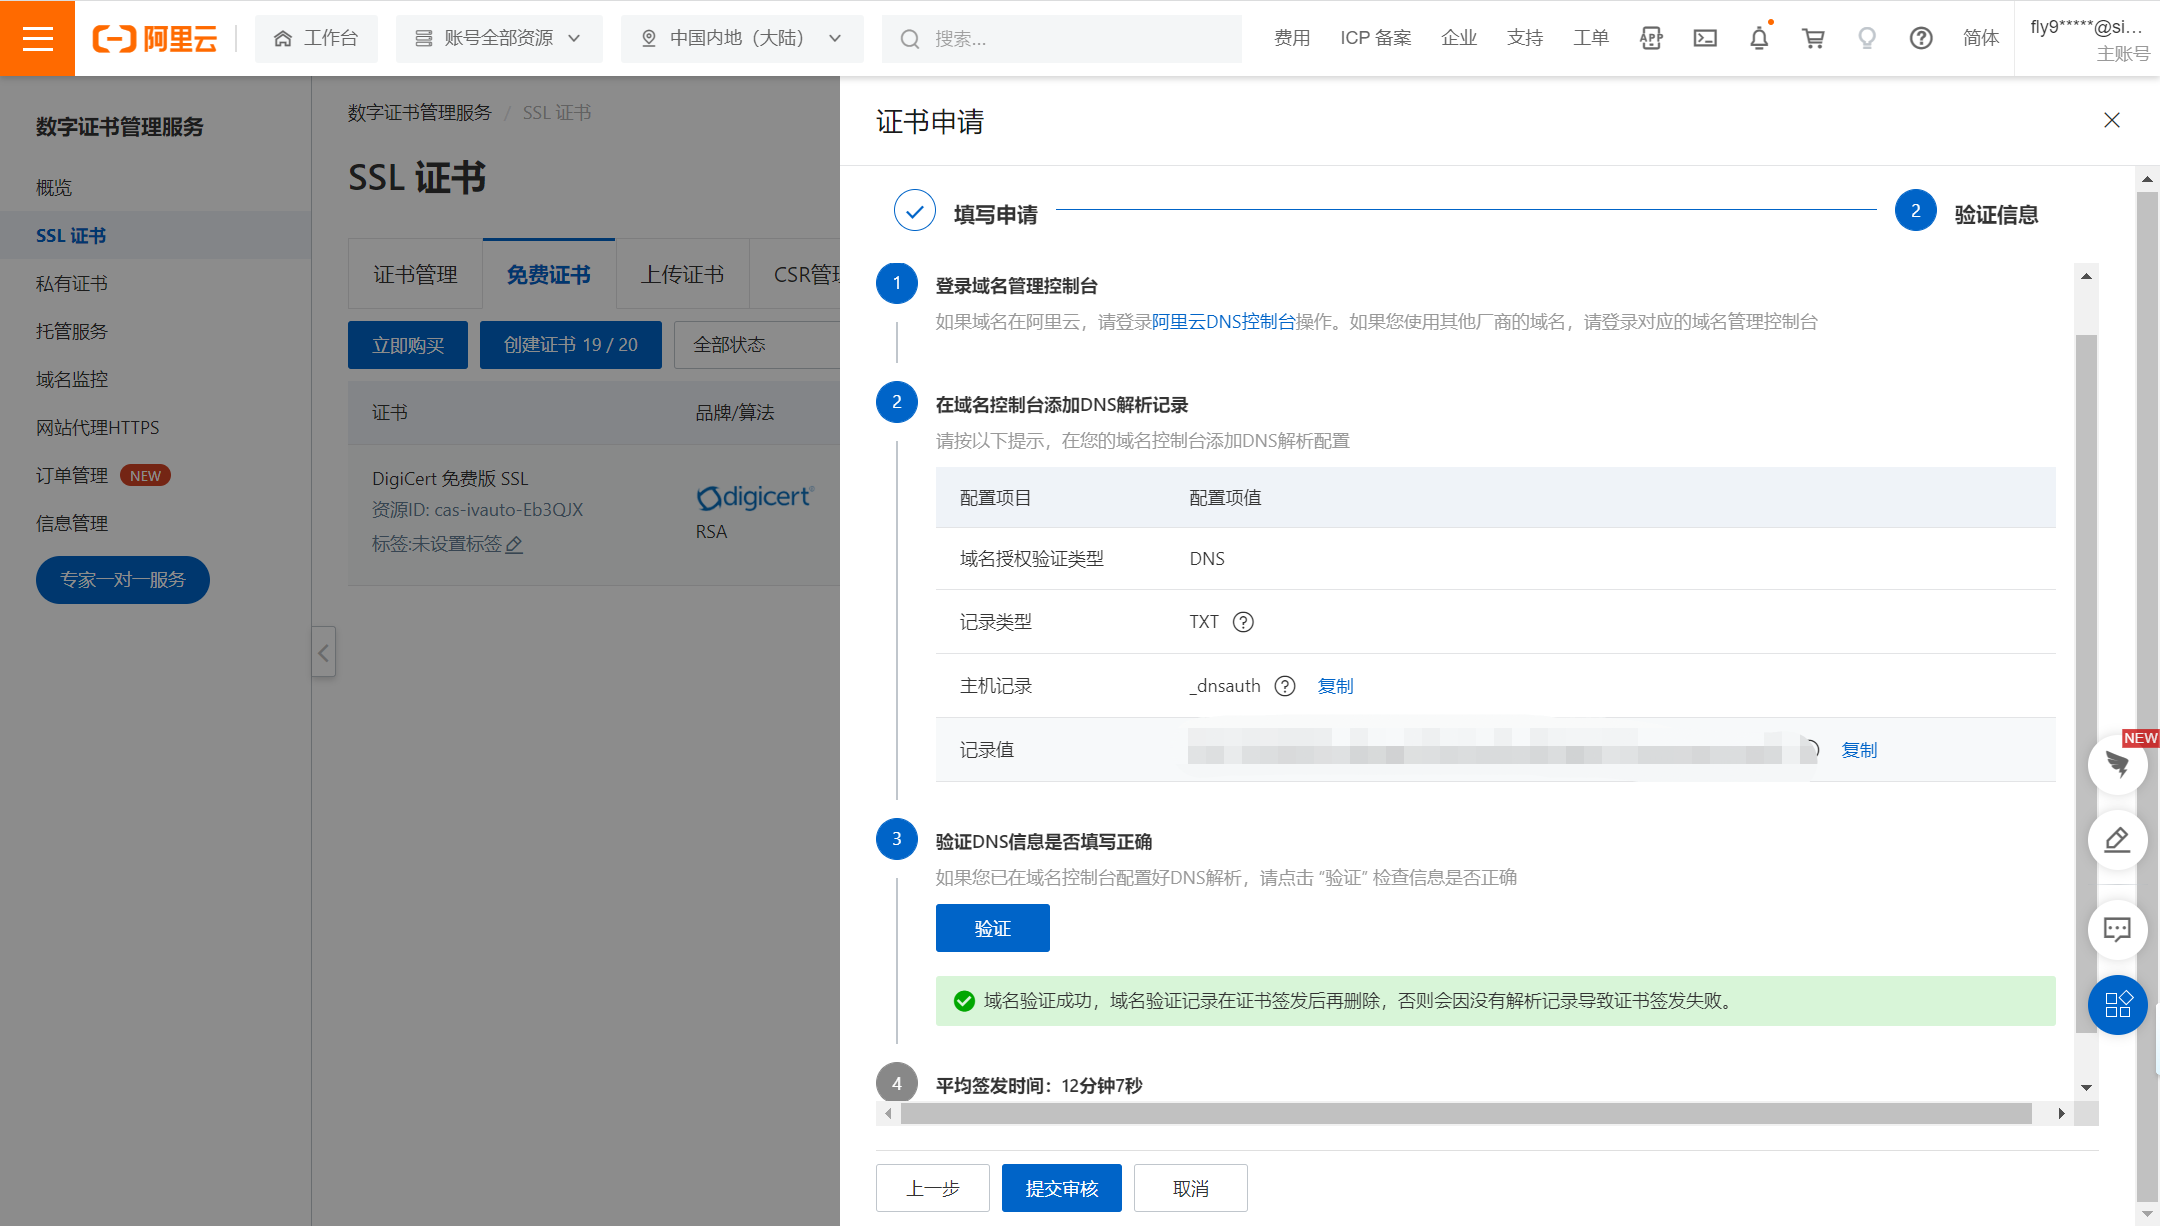 阿里云
工作台
账号全部资源
中国内地（大陆）
搜索...
费用
ICP 备案
企业
支持
工单
APP
简体
fly9*****@si...
主账号
数字证书管理服务
概览
SSL 证书
私有证书
托管服务
域名监控
网站代理HTTPS
订单管理 NEW
信息管理
专家一对一服务
数字证书管理服务 / SSL 证书
SSL 证书
证书管理
免费证书
上传证书
CSR管理
立即购买
创建证书 19 / 20
全部状态
证书
品牌/算法
DigiCert 免费版 SSL
资源ID: cas-ivauto-Eb3QJX
标签:未设置标签
digicert
RSA
证书申请
填写申请
2 验证信息
1 登录域名管理控制台
如果域名在阿里云，请登录阿里云DNS控制台操作。如果您使用其他厂商的域名，请登录对应的域名管理控制台
2 在域名控制台添加DNS解析记录
请按以下提示，在您的域名控制台添加DNS解析配置
配置项目 配置项值
域名授权验证类型 DNS
记录类型 TXT
主机记录 _dnsauth 复制
记录值 复制
3 验证DNS信息是否填写正确
如果您已在域名控制台配置好DNS解析，请点击 “验证” 检查信息是否正确
验证
域名验证成功，域名验证记录在证书签发后再删除，否则会因没有解析记录导致证书签发失败。
4 平均签发时间：12分钟7秒
上一步
提交审核
取消
NEW